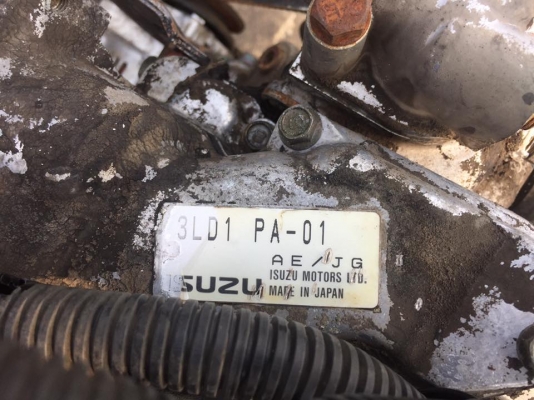 3LD1 PA-01
AE/JG
ISUZU
ISUZU MOTORS LTD.
MADE IN JAPAN